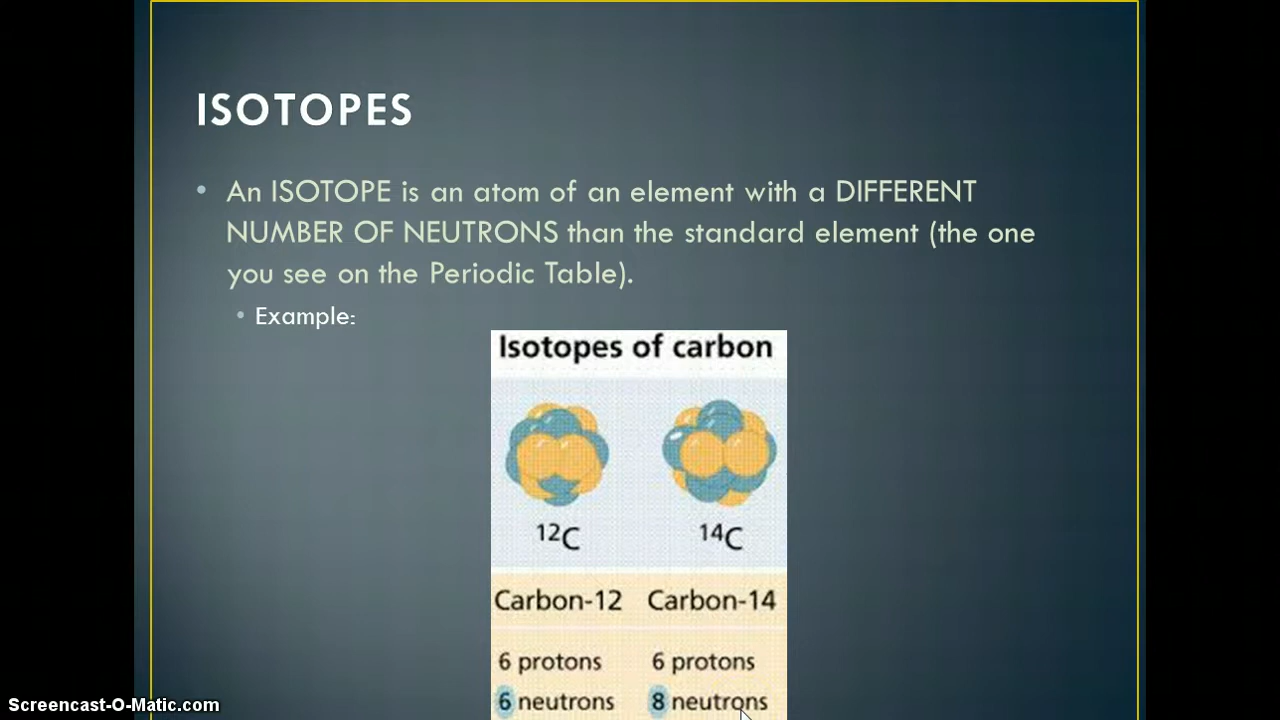 ISOTOPES
• An ISOTOPE is an atom of an element with a DIFFERENT
NUMBER OF NEUTRONS than the standard element (the one
you see on the Periodic Table).
• Example:
Isotopes of carbon
¹²C ¹⁴C
Carbon-12 Carbon-14
6 protons 6 protons
6 neutrons 8 neutrons
Screencast-O-Matic.com